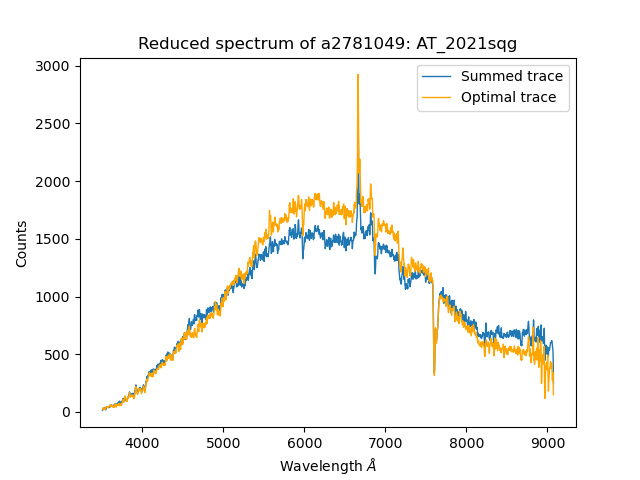 Reduced spectrum of a2781049: AT_2021sqg
Summed trace
Optimal trace
Counts
3000
2500
2000
1500
1000
500
0
4000 5000 6000 7000 8000 9000
Wavelength Å